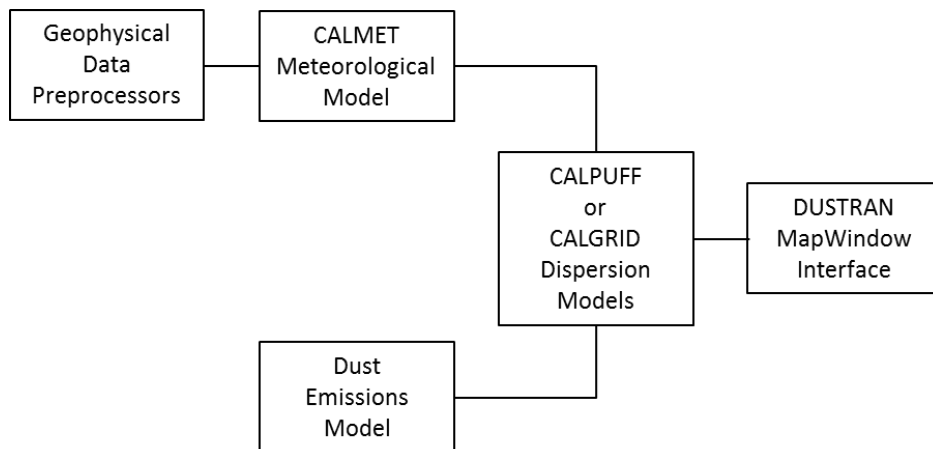 Geophysical
Data
Preprocessors
CALMET
Meteorological
Model
CALPUFF
or
CALGRID
Dispersion
Models
DUSTRAN
MapWindow
Interface
Dust
Emissions
Model